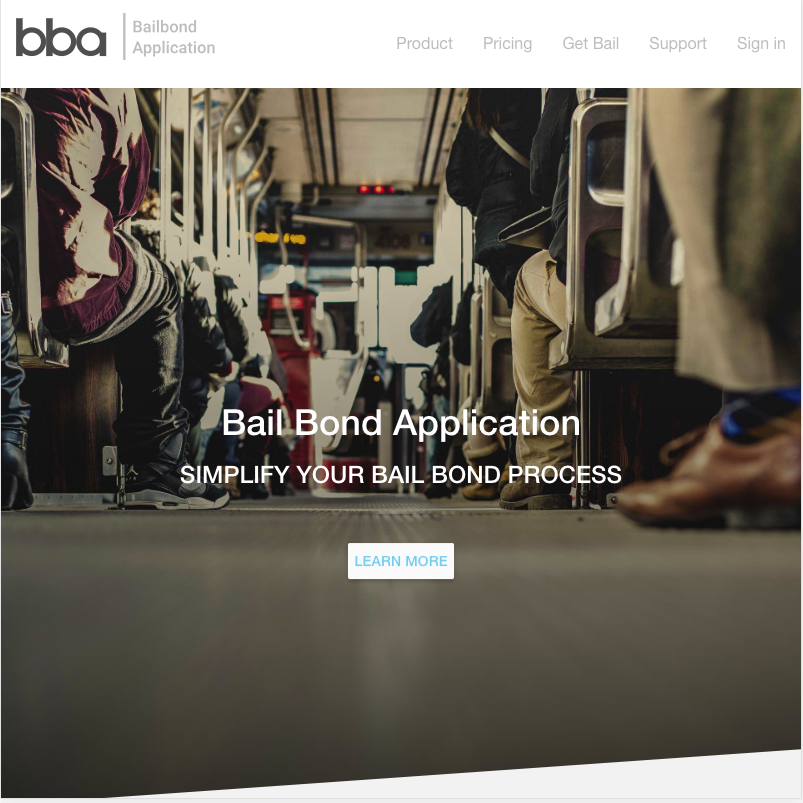 bba
Bailbond
Application
Product Pricing Get Bail Support Sign in
Bail Bond Application
SIMPLIFY YOUR BAIL BOND PROCESS
LEARN MORE